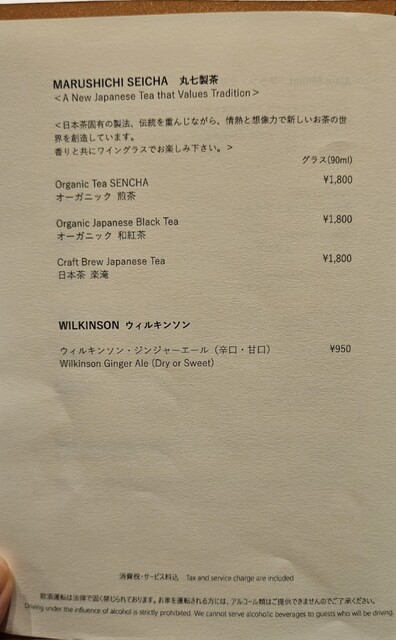 MARUSHICHI SEICHA 丸七製茶
＜A New Japanese Tea that Values Tradition＞
＜日本茶固有の製法、伝統を重んじながら、情熱と想像力で新しいお茶の世
界を創造しています。
香りと共にワイングラスでお楽しみ下さい。＞
グラス(90ml)
Organic Tea SENCHA ¥1,800
オーガニック 煎茶
Organic Japanese Black Tea ¥1,800
オーガニック 和紅茶
Craft Brew Japanese Tea ¥1,800
日本茶 楽滝
WILKINSON ウィルキンソン
ウィルキンソン・ジンジャーエール（辛口・甘口） ¥950
Wilkinson Ginger Ale (Dry or Sweet)
消費税・サービス料込 Tax and service charge are included
飲酒運転は法律で固く禁じられております。お車を運転される方には、アルコール類はご提供できませんのでご了承ください。
Driving under the influence of alcohol is strictly prohibited. We cannot serve alcoholic beverages to guests who will be driving.